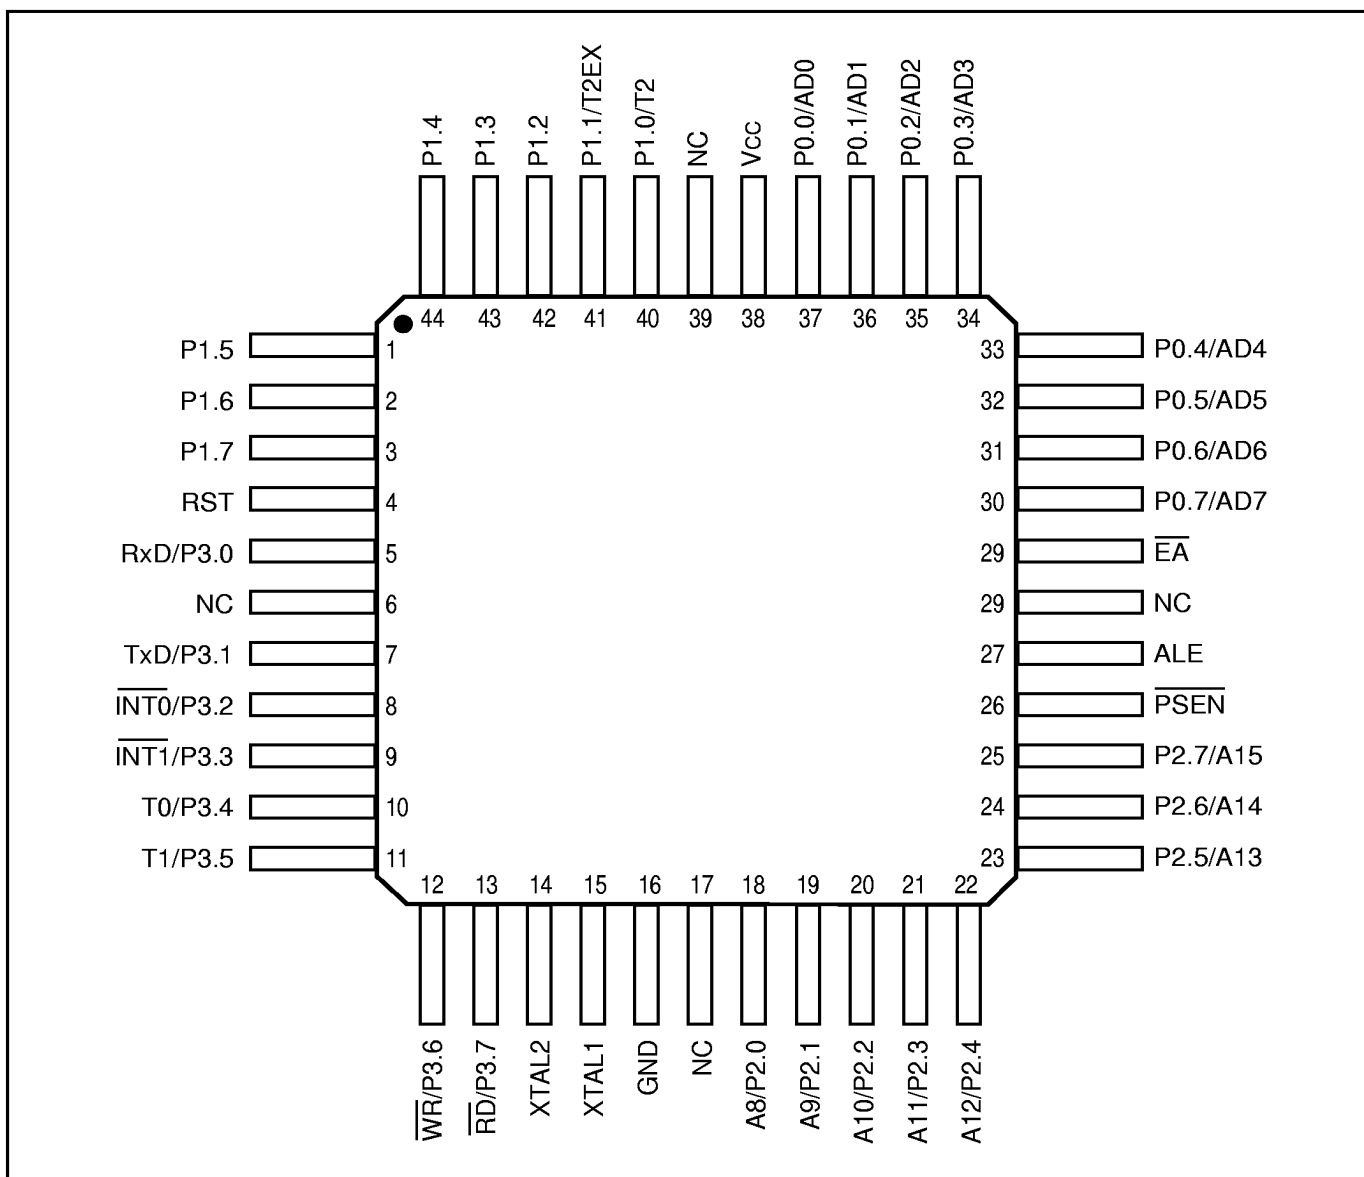 P1.4
P1.3
P1.2
P1.1/T2EX
P1.0/T2
NC
Vcc
P0.0/AD0
P0.1/AD1
P0.2/AD2
P0.3/AD3
44 43 42 41 40 39 38 37 36 35 34
P1.5 1 33 P0.4/AD4
P1.6 2 32 P0.5/AD5
P1.7 3 31 P0.6/AD6
RST 4 30 P0.7/AD7
RxD/P3.0 5 29 E̅A̅
NC 6 29 NC
TxD/P3.1 7 27 ALE
I̅N̅T̅0̅/P3.2 8 26 P̅S̅E̅N̅
I̅N̅T̅1̅/P3.3 9 25 P2.7/A15
T0/P3.4 10 24 P2.6/A14
T1/P3.5 11 23 P2.5/A13
12 13 14 15 16 17 18 19 20 21 22
W̅R̅/P3.6
R̅D̅/P3.7
XTAL2
XTAL1
GND
NC
A8/P2.0
A9/P2.1
A10/P2.2
A11/P2.3
A12/P2.4